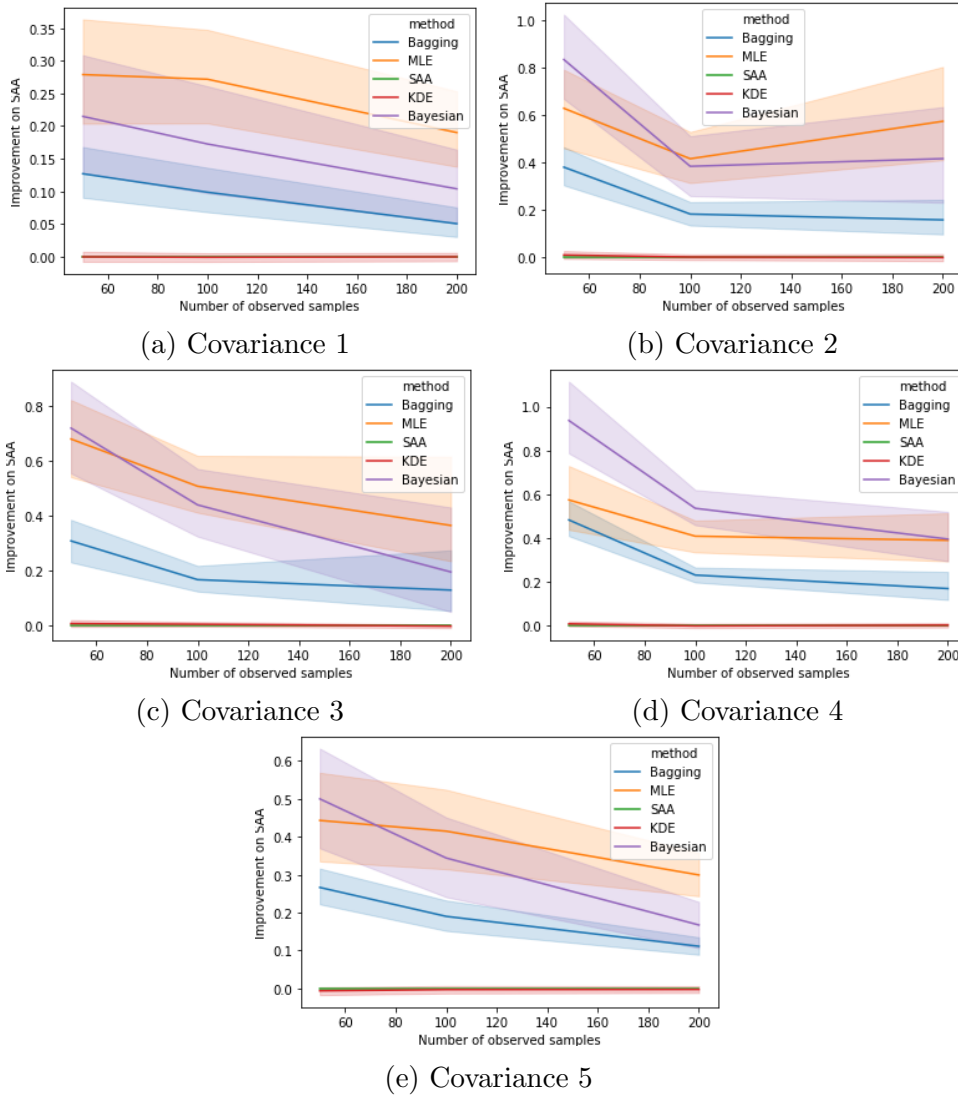 0.35
0.30
0.25
0.20
0.15
0.10
0.05
0.00
Improvement on SAA
method
Bagging
MLE
SAA
KDE
Bayesian
60 80 100 120 140 160 180 200
Number of observed samples
(a) Covariance 1
1.0
0.8
0.6
0.4
0.2
0.0
Improvement on SAA
method
Bagging
MLE
SAA
KDE
Bayesian
60 80 100 120 140 160 180 200
Number of observed samples
(b) Covariance 2
0.8
0.6
0.4
0.2
0.0
Improvement on SAA
method
Bagging
MLE
SAA
KDE
Bayesian
60 80 100 120 140 160 180 200
Number of observed samples
(c) Covariance 3
1.0
0.8
0.6
0.4
0.2
0.0
Improvement on SAA
method
Bagging
MLE
SAA
KDE
Bayesian
60 80 100 120 140 160 180 200
Number of observed samples
(d) Covariance 4
0.6
0.5
0.4
0.3
0.2
0.1
0.0
Improvement on SAA
method
Bagging
MLE
SAA
KDE
Bayesian
60 80 100 120 140 160 180 200
Number of observed samples
(e) Covariance 5